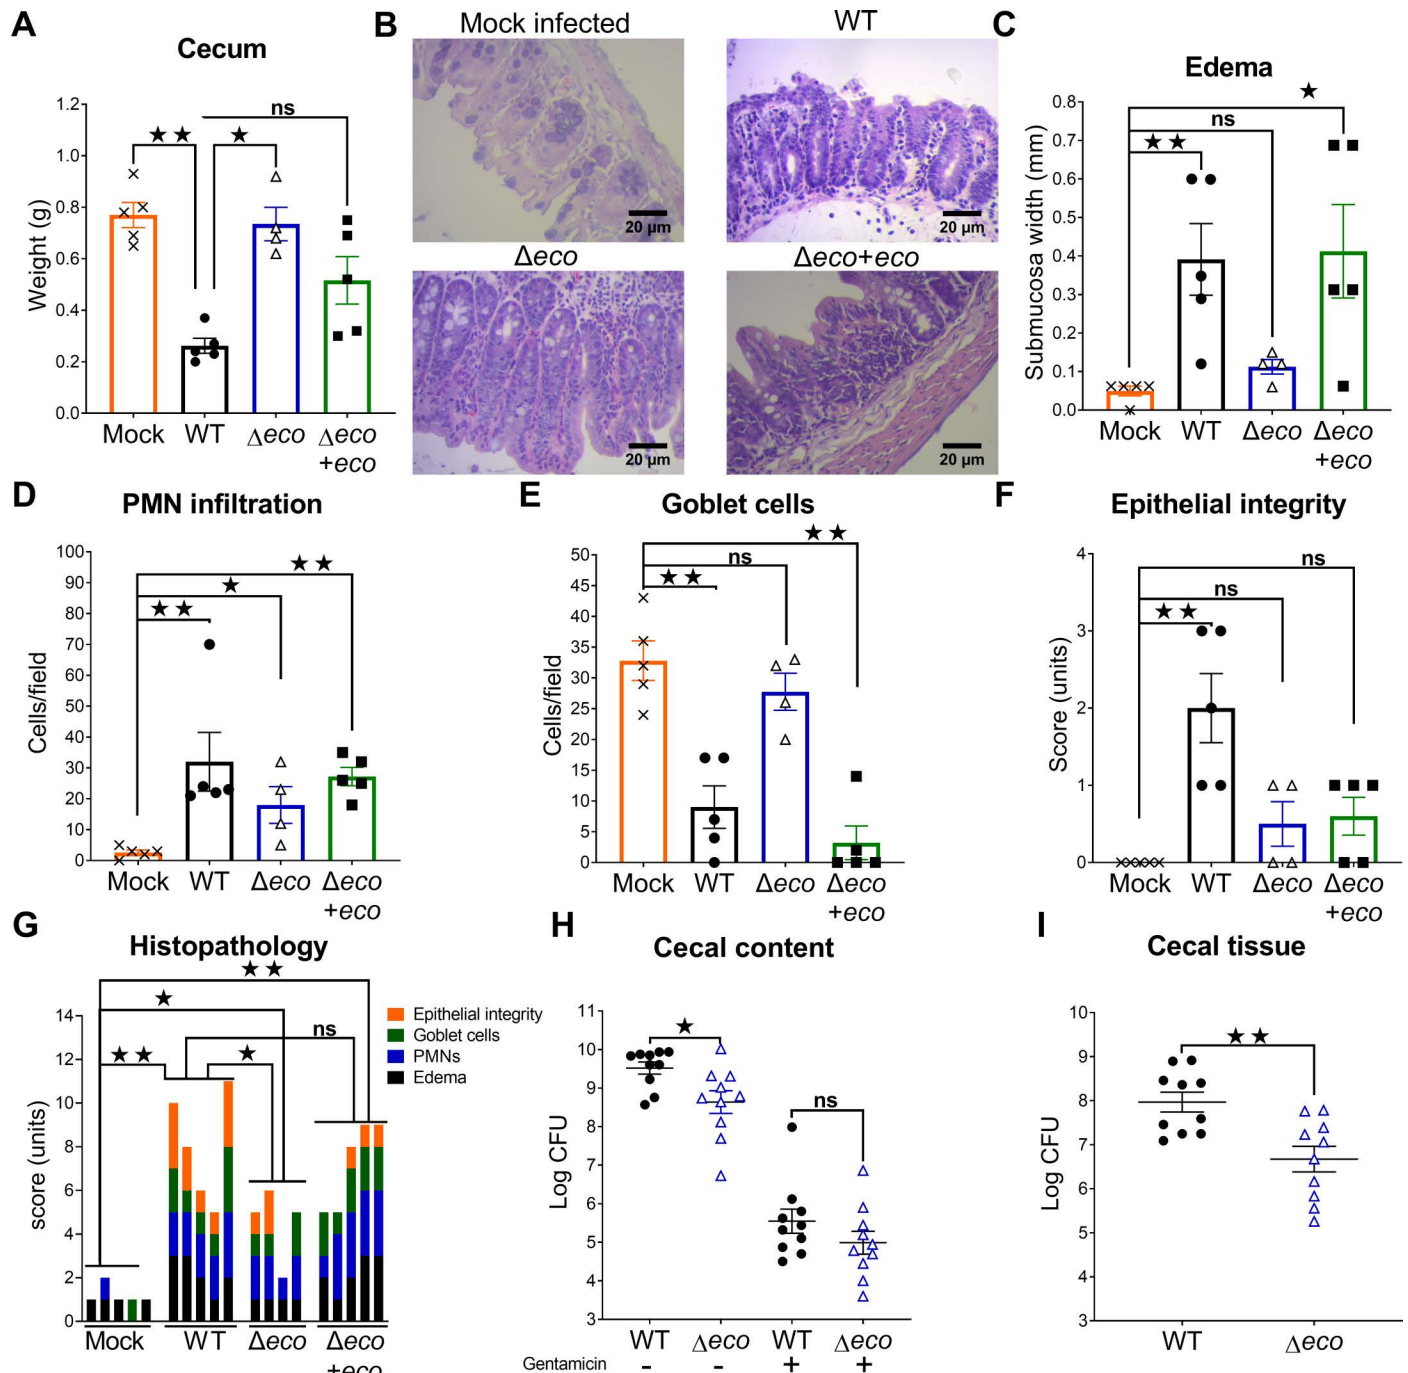 A
Cecum
Weight (g)
1.2
1.0
0.8
0.6
0.4
0.2
0.0
★★
★
ns
Mock
WT
Δeco
Δeco
+eco
B
Mock infected
WT
20 µm
20 µm
Δeco
Δeco+eco
20 µm
20 µm
C
Edema
Submucosa width (mm)
0.8
0.7
0.6
0.5
0.4
0.3
0.2
0.1
0.0
★
ns
★★
Mock
WT
Δeco
Δeco
+eco
D
PMN infiltration
Cells/field
100
90
80
70
60
50
40
30
20
10
0
★★
★
★★
Mock
WT
Δeco
Δeco
+eco
E
Goblet cells
Cells/field
50
45
40
35
30
25
20
15
10
5
0
★★
ns
★★
Mock
WT
Δeco
Δeco
+eco
F
Epithelial integrity
Score (units)
4
3
2
1
0
ns
ns
★★
Mock
WT
Δeco
Δeco
+eco
G
Histopathology
score (units)
14
12
10
8
6
4
2
0
★★
★
ns
★★
★
Epithelial integrity
Goblet cells
PMNs
Edema
Mock
WT
Δeco
Δeco
+eco
H
Cecal content
Log CFU
11
10
9
8
7
6
5
4
3
★
ns
WT
Δeco
WT
Δeco
Gentamicin
-
-
+
+
I
Cecal tissue
Log CFU
10
9
8
7
6
5
4
3
★★
WT
Δeco